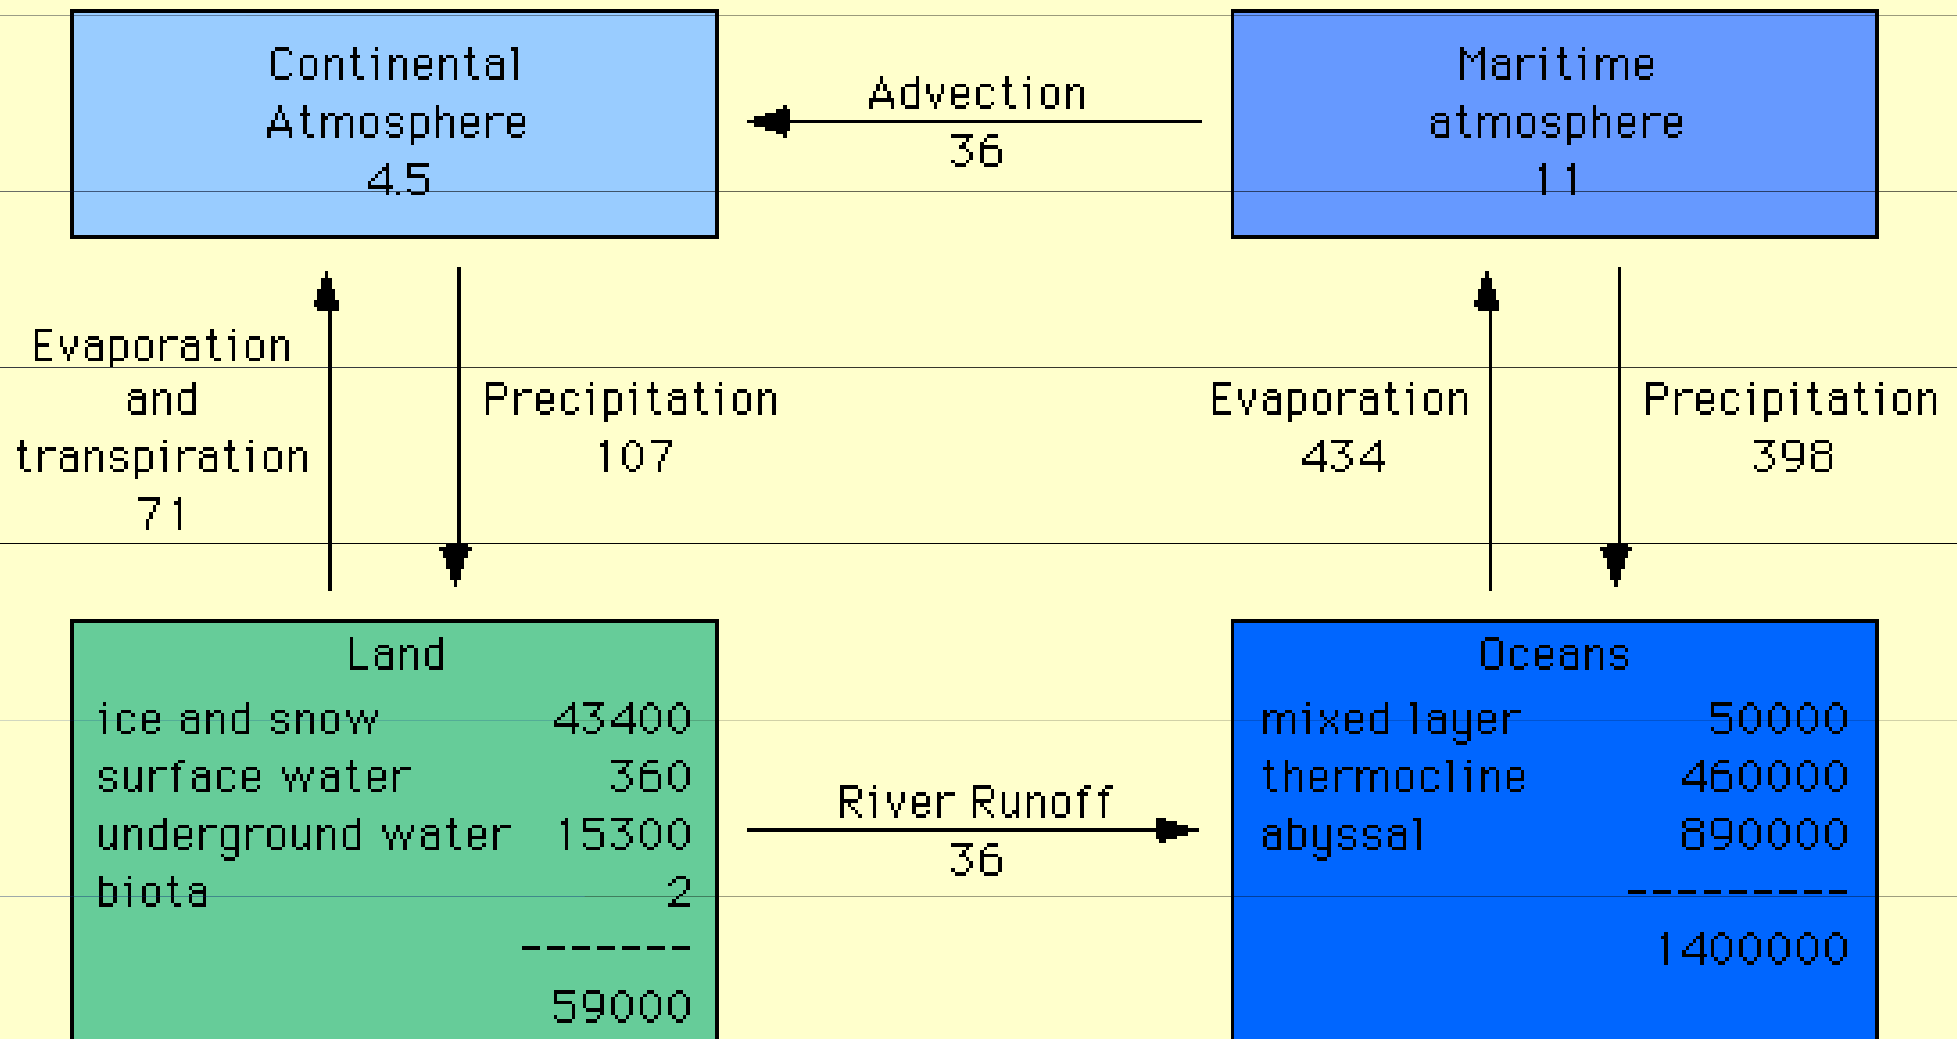 Continental
Atmosphere
4.5
Advection
36
Maritime
atmosphere
11
Evaporation
and
transpiration
71
Precipitation
107
Evaporation
434
Precipitation
398
Land
ice and snow 43400
surface water 360
underground water 15300
biota 2
-------
59000
River Runoff
36
Oceans
mixed layer 50000
thermocline 460000
abyssal 890000
---------
1400000